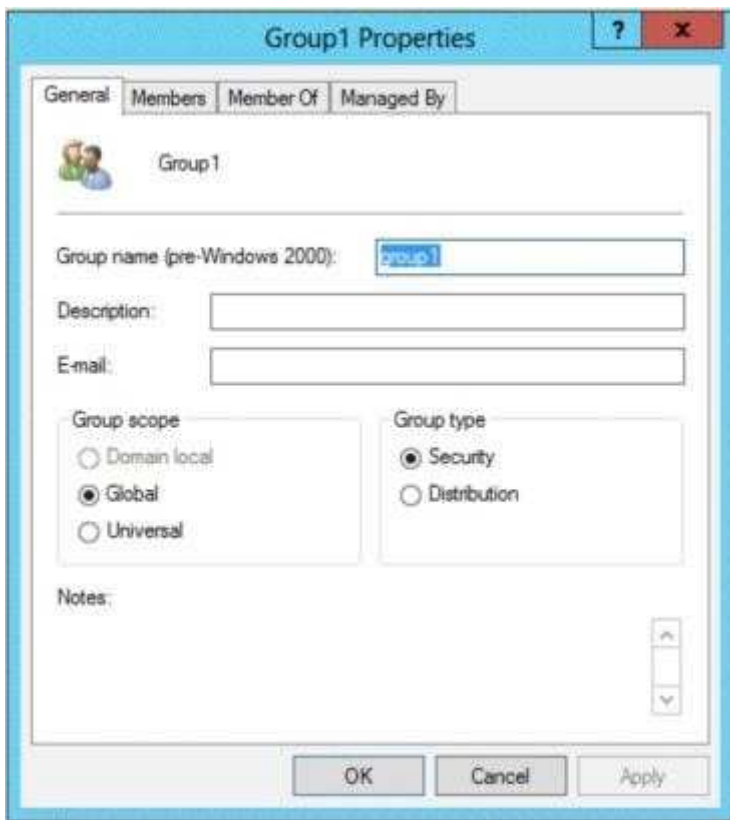 Group1 Properties
? x
General Members Member Of Managed By
Group1
Group name (pre-Windows 2000): group1
Description:
E-mail:
Group scope Group type
Domain local Security
Global Distribution
Universal
Notes:
OK Cancel Apply